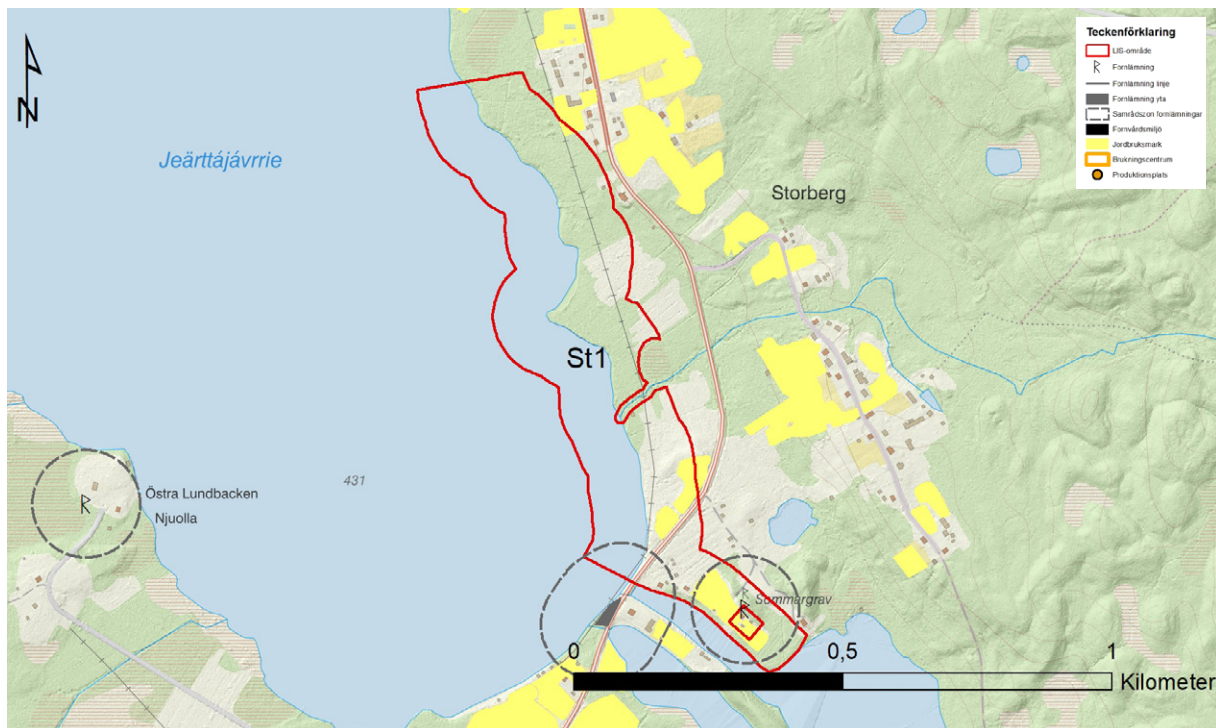 N
Jeärttájávrrie
Storberg
St1
431
Östra Lundbacken
Njuolla
Sommargrav
0
0,5
1
Kilometer
Teckenförklaring
LIS-område
Fornlämning
Fornlämning linje
Fornlämning yta
Samrådszon fornlämningar
Fornvårdsmiljö
Jordbruksmark
Brukningscentrum
Produktionsplats